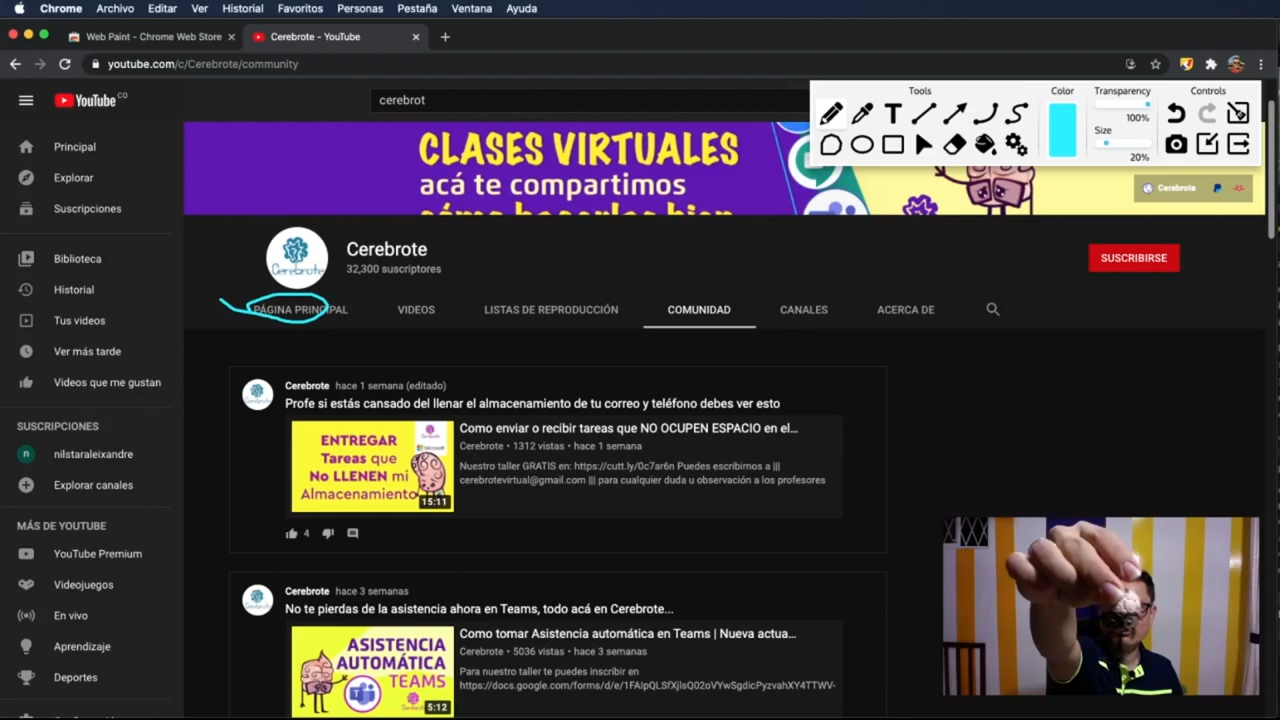 Chrome Archivo Editar Ver Historial Favoritos Personas Pestaña Ventana Ayuda
Web Paint - Chrome Web Store
Cerebrote - YouTube
youtube.com/c/Cerebrote/community
YouTube CO
cerebrot
Tools
Color
Transparency
100%
Size
20%
Controls
T
CLASES VIRTUALES
acá te compartimos
Cerebrote
Principal
Explorar
Suscripciones
Biblioteca
Historial
Tus videos
Ver más tarde
Videos que me gustan
SUSCRIPCIONES
n nilstaraleixandre
Explorar canales
MÁS DE YOUTUBE
YouTube Premium
Videojuegos
En vivo
Aprendizaje
Deportes
Cerebrote
Cerebrote
32,300 suscriptores
SUSCRIBIRSE
PÁGINA PRINCIPAL VIDEOS LISTAS DE REPRODUCCIÓN COMUNIDAD CANALES ACERCA DE
Cerebrote hace 1 semana (editado)
Profe si estás cansado del llenar el almacenamiento de tu correo y teléfono debes ver esto
ENTREGAR
Tareas que
No LLENEN mi
Almacenamiento
Microsoft
15:11
Como enviar o recibir tareas que NO OCUPEN ESPACIO en el...
Cerebrote • 1312 vistas • hace 1 semana
Nuestro taller GRATIS en: https://cutt.ly/0c7ar6n Puedes escribirnos a |||
cerebrotevirtual@gmail.com ||| para cualquier duda u observación a los profesores
4
Cerebrote hace 3 semanas
No te pierdas de la asistencia ahora en Teams, todo acá en Cerebrote...
ASISTENCIA
AUTOMÁTICA
TEAMS
5:12
Como tomar Asistencia automática en Teams | Nueva actua...
Cerebrote • 5036 vistas • hace 3 semanas
Para nuestro taller te puedes inscribir en